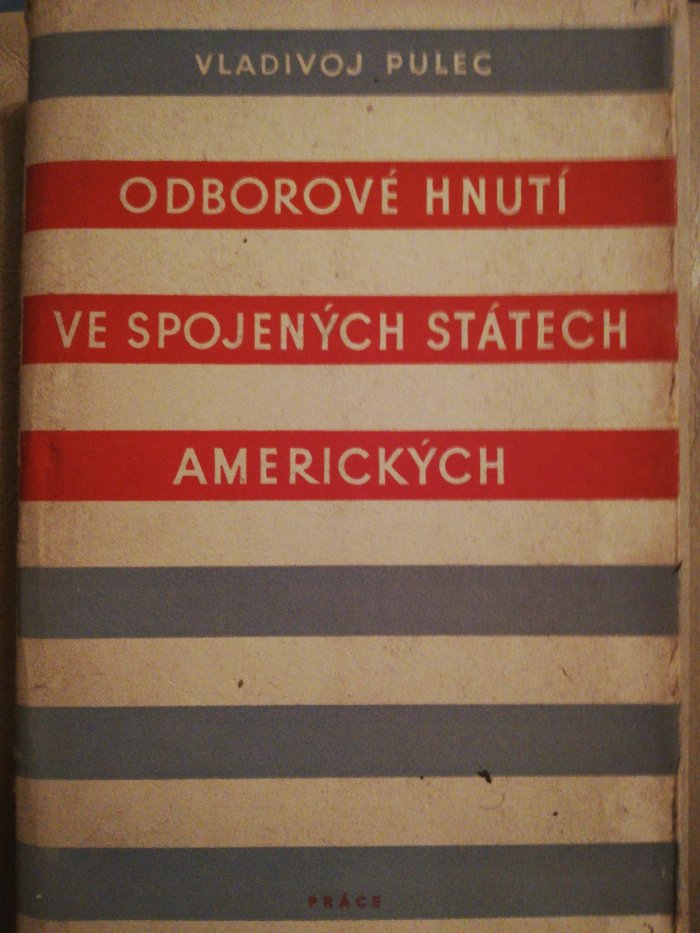 VLADIVOJ PULEC
ODBOROVÉ HNUTÍ
VE SPOJENÝCH STÁTECH
AMERICKÝCH
PRÁCE